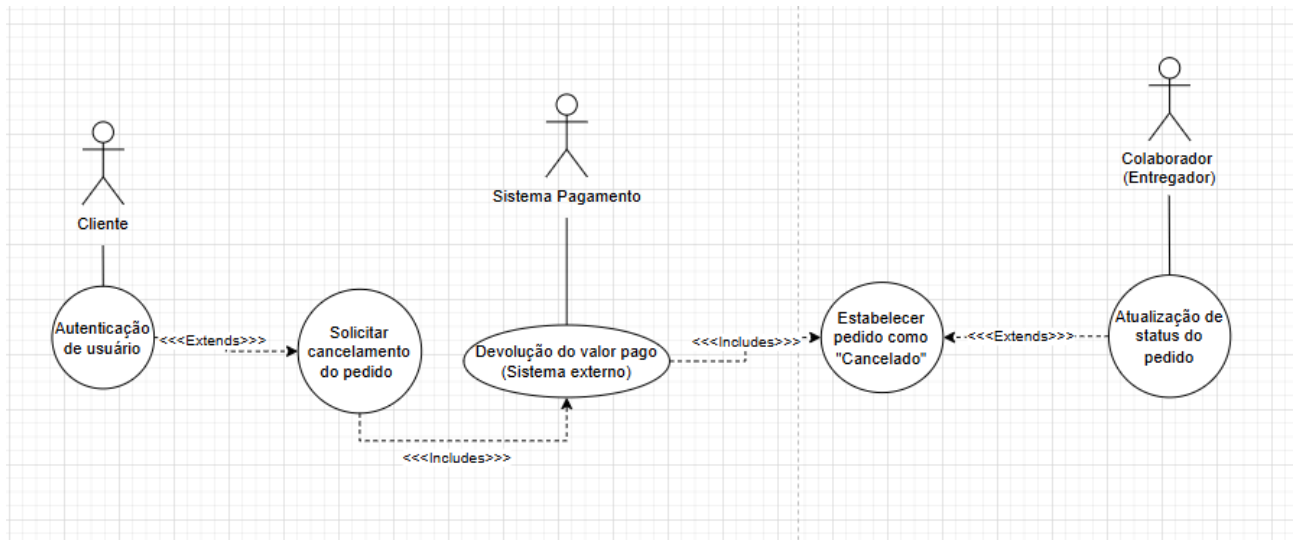 Cliente
Sistema Pagamento
Colaborador
(Entregador)
Autenticação
de usuário
<<<Extends>>>
Solicitar
cancelamento
do pedido
<<<Includes>>>
Devolução do valor pago
(Sistema externo)
<<<Includes>>>
Estabelecer
pedido como
"Cancelado"
<<<Extends>>>
Atualização de
status do
pedido